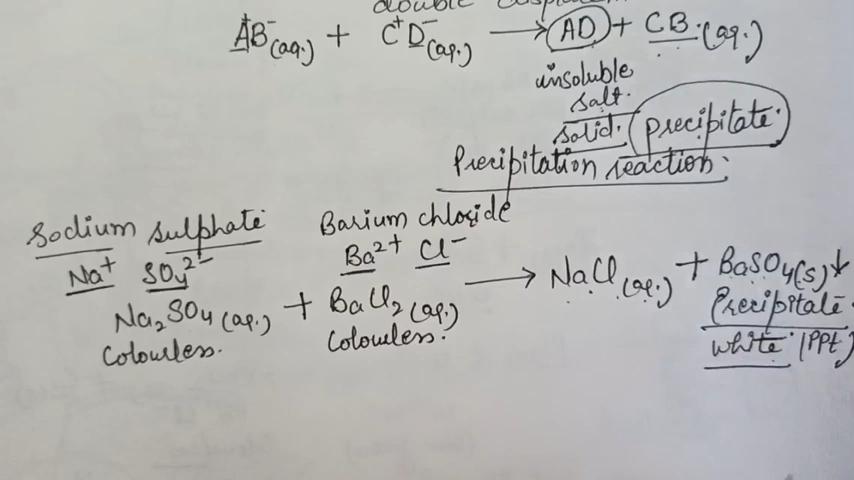 double
A⁺B⁻(aq.) + C⁺D⁻(aq.) ⟶ AD + CB.(aq.)
insoluble
salt.
solid. precipitate.
Precipitation reaction.
Sodium sulphate Barium chloride
Na⁺ SO₄²⁻ Ba²⁺ Cl⁻
Na₂SO₄(aq.) + BaCl₂(aq.) ⟶ NaCl(aq.) + BaSO₄(s)↓
Colourless. Colourless. Precipitate.
white (PPt)